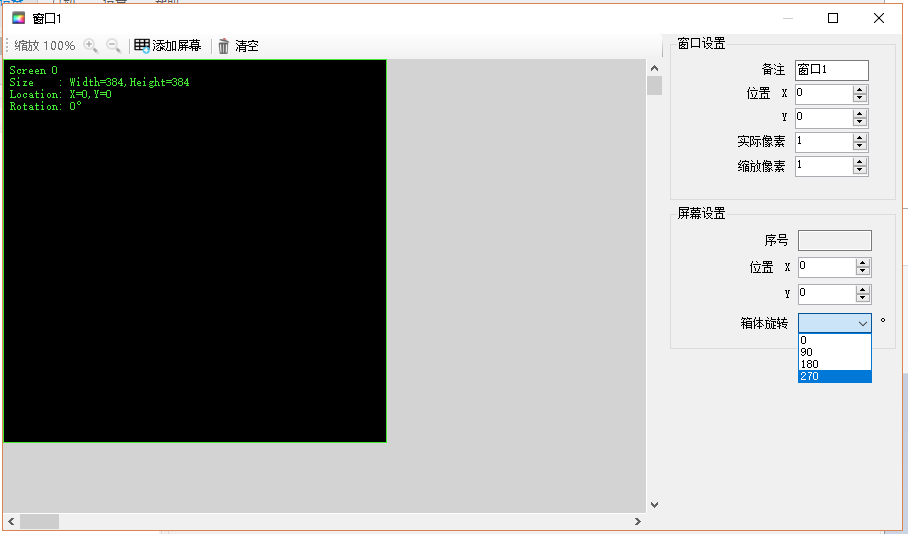 窗口1
缩放 100% 添加屏幕 清空
Screen 0
Size    : Width=384,Height=384
Location: X=0,Y=0
Rotation: 0°
窗口设置
备注 窗口1
位置 X 0
Y 0
实际像素 1
缩放像素 1
屏幕设置
序号
位置 X 0
Y 0
箱体旋转 °
0
90
180
270